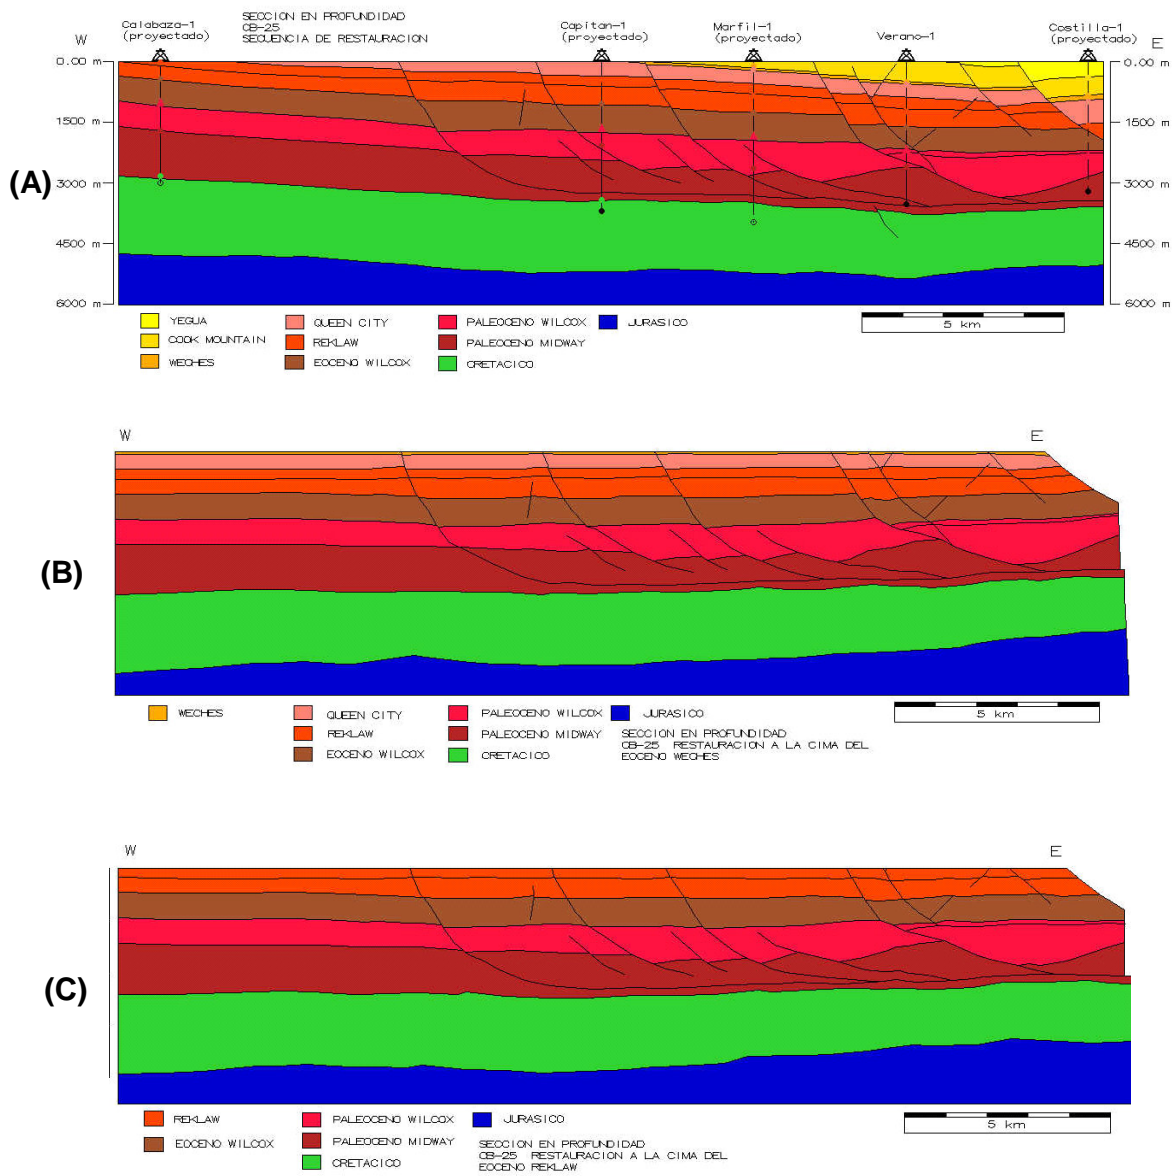 SECCION EN PROFUNDIDAD
CB-25
SECUENCIA DE RESTAURACION
W
Calabaza-1
(proyectado)
Capitan-1
(proyectado)
Marfil-1
(proyectado)
Verano-1
Costilla-1
(proyectado)
E
0.00 m
0.00 m
1500 m
1500 m
(A)
3000 m
3000 m
4500 m
4500 m
6000 m
6000 m
YEGUA
QUEEN CITY
PALEOCENO WILCOX
JURASICO
5 km
COOK MOUNTAIN
REKLAW
PALEOCENO MIDWAY
WECHES
EOCENO WILCOX
CRETACICO
W
E
(B)
WECHES
QUEEN CITY
PALEOCENO WILCOX
JURASICO
5 km
REKLAW
PALEOCENO MIDWAY
EOCENO WILCOX
CRETACICO
SECCION EN PROFUNDIDAD
CB-25 RESTAURACION A LA CIMA DEL
EOCENO WECHES
W
E
(C)
REKLAW
PALEOCENO WILCOX
JURASICO
5 km
EOCENO WILCOX
PALEOCENO MIDWAY
CRETACICO
SECCION EN PROFUNDIDAD
CB-25 RESTAURACION A LA CIMA DEL
EOCENO REKLAW